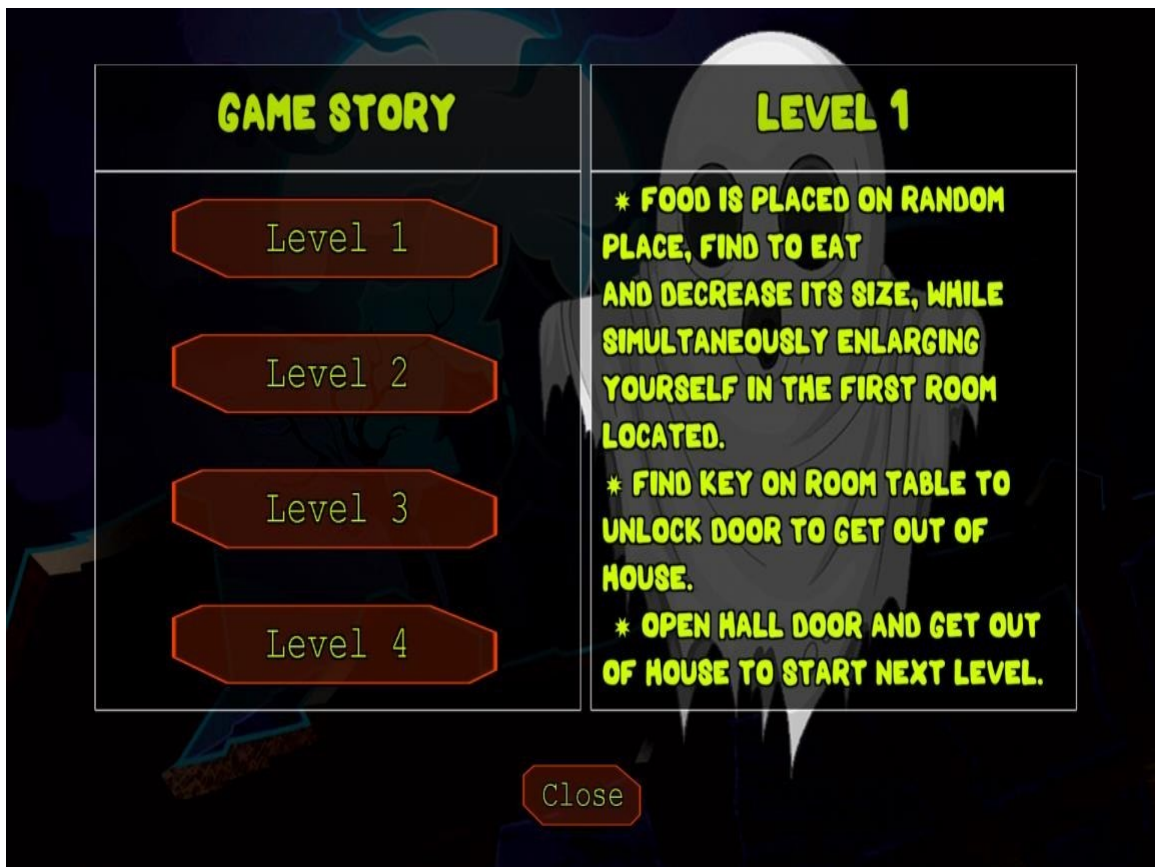 GAME STORY
Level 1
Level 2
Level 3
Level 4
LEVEL 1
✷ FOOD IS PLACED ON RANDOM
PLACE, FIND TO EAT
AND DECREASE ITS SIZE, WHILE
SIMULTANEOUSLY ENLARGING
YOURSELF IN THE FIRST ROOM
LOCATED.
✷ FIND KEY ON ROOM TABLE TO
UNLOCK DOOR TO GET OUT OF
HOUSE.
✷ OPEN HALL DOOR AND GET OUT
OF HOUSE TO START NEXT LEVEL.
Close